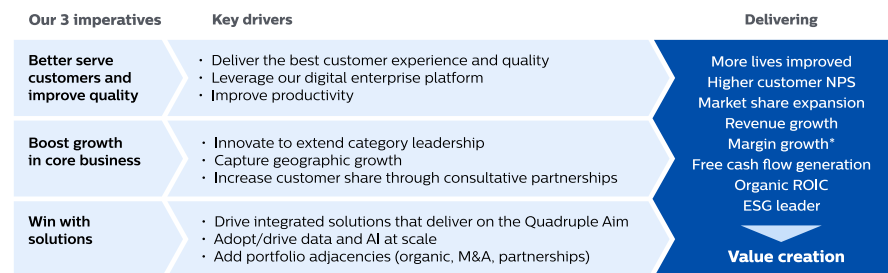 Our 3 imperatives
Key drivers
Delivering
Better serve
customers and
improve quality
· Deliver the best customer experience and quality
· Leverage our digital enterprise platform
· Improve productivity
Boost growth
in core business
· Innovate to extend category leadership
· Capture geographic growth
· Increase customer share through consultative partnerships
Win with
solutions
· Drive integrated solutions that deliver on the Quadruple Aim
· Adopt/drive data and AI at scale
· Add portfolio adjacencies (organic, M&A, partnerships)
More lives improved
Higher customer NPS
Market share expansion
Revenue growth
Margin growth*
Free cash flow generation
Organic ROIC
ESG leader
Value creation